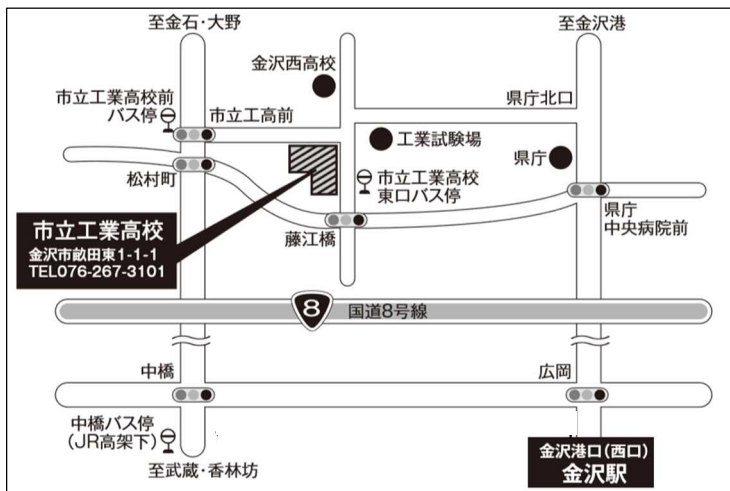 至金石・大野
至金沢港
金沢西高校
市立工業高校前
バス停
市立工高前
県庁北口
工業試験場
県庁
松村町
市立工業高校
東口バス停
県庁
中央病院前
市立工業高校
金沢市畝田東1-1-1
TEL076-267-3101
藤江橋
8
国道8号線
中橋
広岡
中橋バス停
(JR高架下)
至武蔵・香林坊
金沢港口(西口)
金沢駅